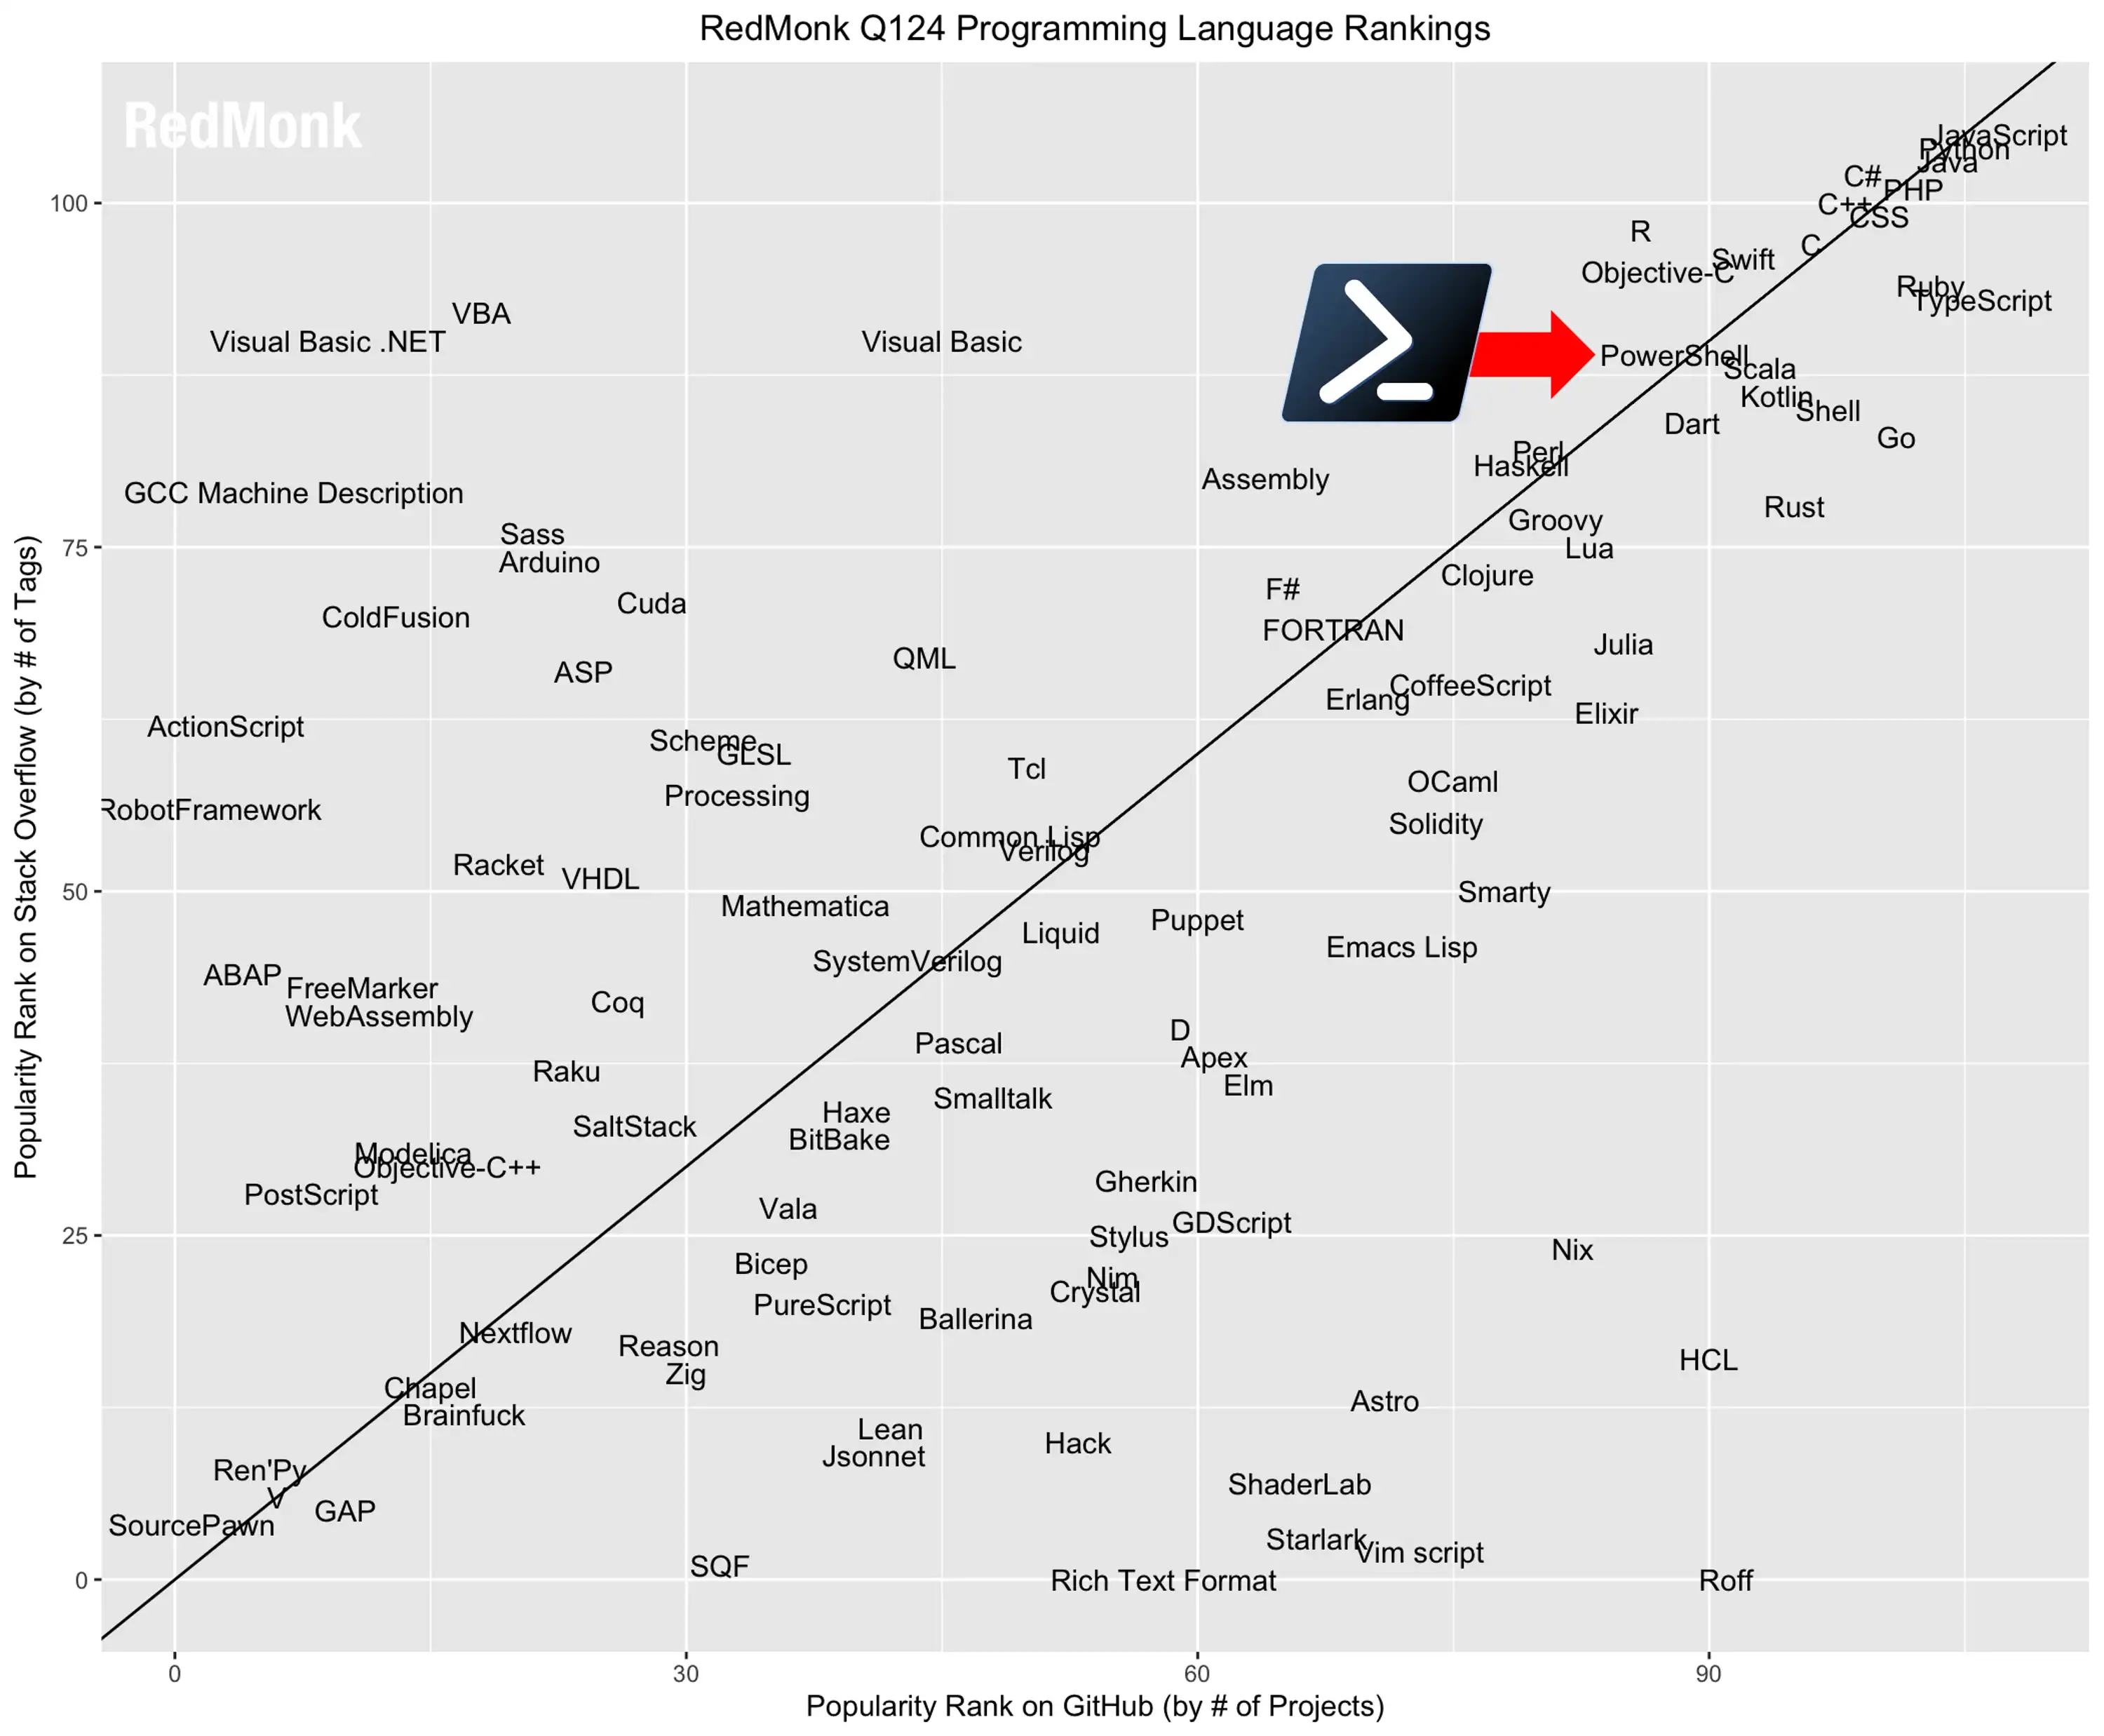 RedMonk Q124 Programming Language Rankings
RedMonk
JavaScript
Python
Java
C#
PHP
100
C++
CSS
R
C
Swift
Objective-C
Ruby
TypeScript
VBA
Visual Basic .NET
Visual Basic
PowerShell
Scala
Kotlin
Shell
Dart
Go
Perl
Haskell
Assembly
GCC Machine Description
Rust
Groovy
Sass
75
Lua
Arduino
Clojure
F#
Cuda
ColdFusion
FORTRAN
Julia
QML
ASP
CoffeeScript
Erlang
Elixir
ActionScript
Scheme
GLSL
Tcl
OCaml
Processing
RobotFramework
Solidity
Common Lisp
Verilog
Racket
VHDL
50
Smarty
Mathematica
Puppet
Liquid
Emacs Lisp
SystemVerilog
ABAP
FreeMarker
Coq
WebAssembly
D
Pascal
Apex
Raku
Elm
Smalltalk
Haxe
SaltStack
BitBake
Modelica
Objective-C++
Gherkin
PostScript
Vala
GDScript
25
Stylus
Nix
Bicep
Nim
Crystal
PureScript
Ballerina
Nextflow
Reason
HCL
Zig
Chapel
Astro
Brainfuck
Lean
Hack
Jsonnet
Ren'Py
ShaderLab
V
GAP
SourcePawn
Starlark
Vim script
SQF
0
Rich Text Format
Roff
0
30
60
90
Popularity Rank on GitHub (by # of Projects)
Popularity Rank on Stack Overflow (by # of Tags)